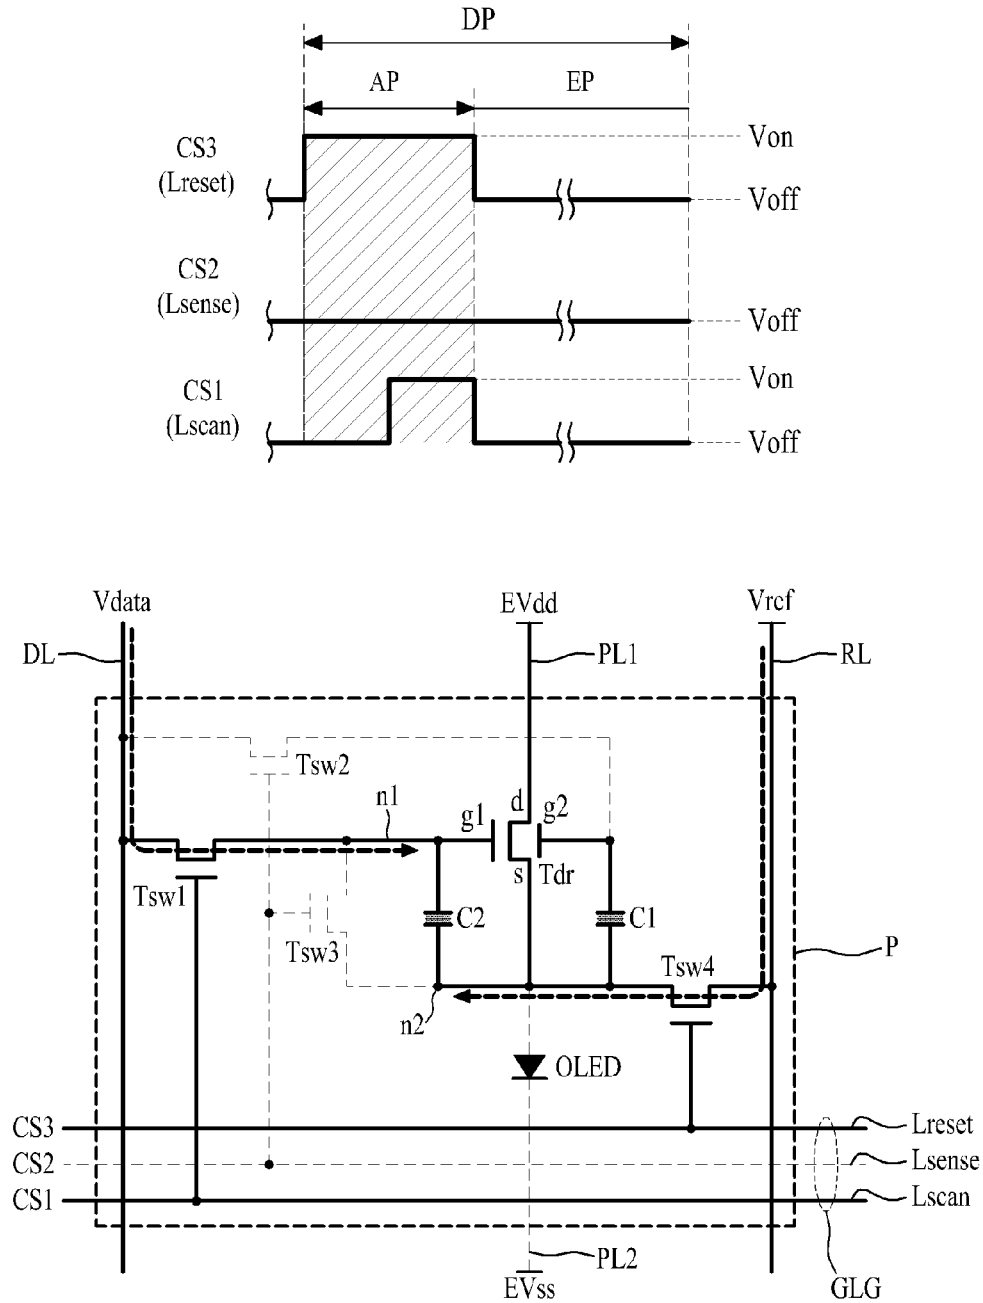 DP
AP EP
CS3
(Lreset)
Von
Voff
CS2
(Lsense)
Voff
CS1
(Lscan)
Von
Voff
Vdata EVdd Vref
DL PL1 RL
Tsw2
n1 g1 d g2
s Tdr
Tsw1
C2 C1
Tsw3 Tsw4 P
n2
OLED
CS3 Lreset
CS2 Lsense
CS1 Lscan
PL2
EVss GLG